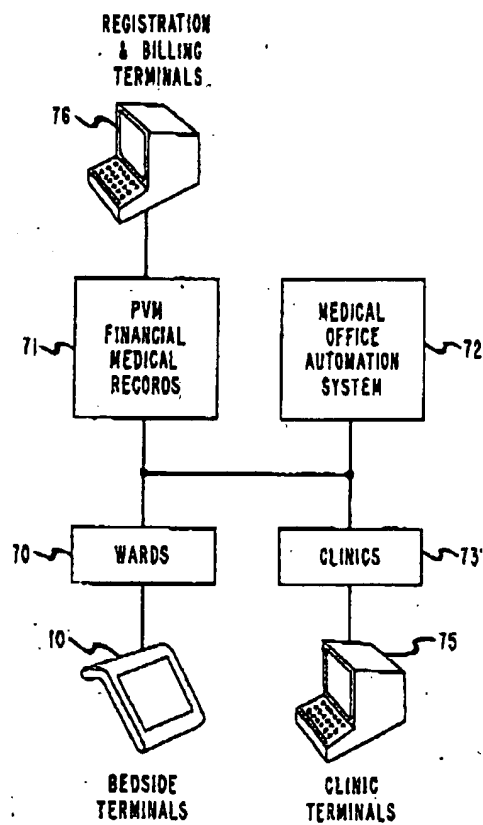 REGISTRATION
& BILLING
TERMINALS
76
PVM
FINANCIAL
MEDICAL
RECORDS
71
MEDICAL
OFFICE
AUTOMATION
SYSTEM
72
70
WARDS
CLINICS
73'
10
75
BEDSIDE
TERMINALS
CLINIC
TERMINALS